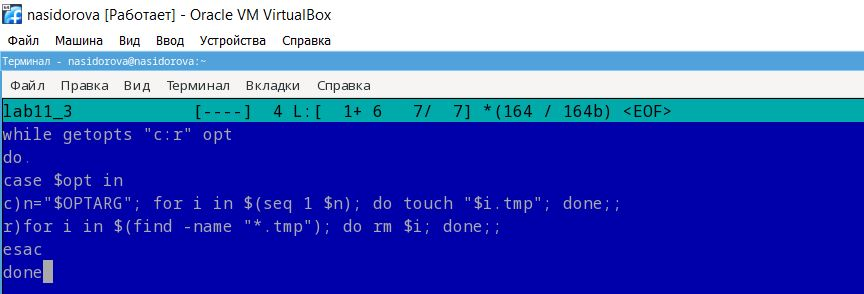 nasidorova [Работает] - Oracle VM VirtualBox
Файл Машина Вид Ввод Устройства Справка
Терминал - nasidorova@nasidorova:~
Файл Правка Вид Терминал Вкладки Справка
lab11_3 [----] 4 L:[ 1+ 6 7/ 7] *(164 / 164b) <EOF>
while getopts "c:r" opt
do.
case $opt in
c)n="$OPTARG"; for i in $(seq 1 $n); do touch "$i.tmp"; done;;
r)for i in $(find -name "*.tmp"); do rm $i; done;;
esac
done